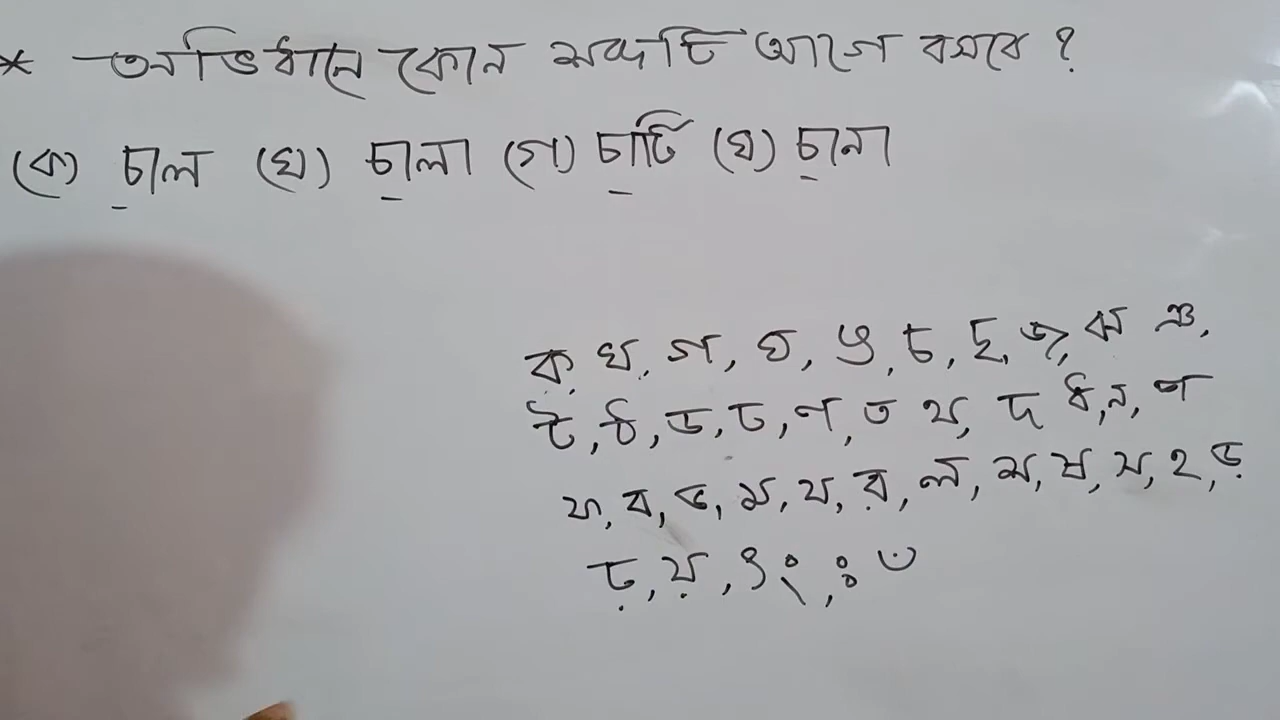 * অভিধানে কোন শব্দটি আগে বসবে ?
(ক) চাল (খ) চালা (গ) চাটি (ঘ) চানা
ক, খ, গ, ঘ, ঙ, চ, ছ, জ, ঝ ঞ,
ট, ঠ, ড, ঢ, ণ, ত থ, দ ধ, ন, প
ফ, ব, ভ, ম, য, র, ল, শ, ষ, স, হ, ড়
ঢ়, য়, ৎ ং, ঃ ঁ